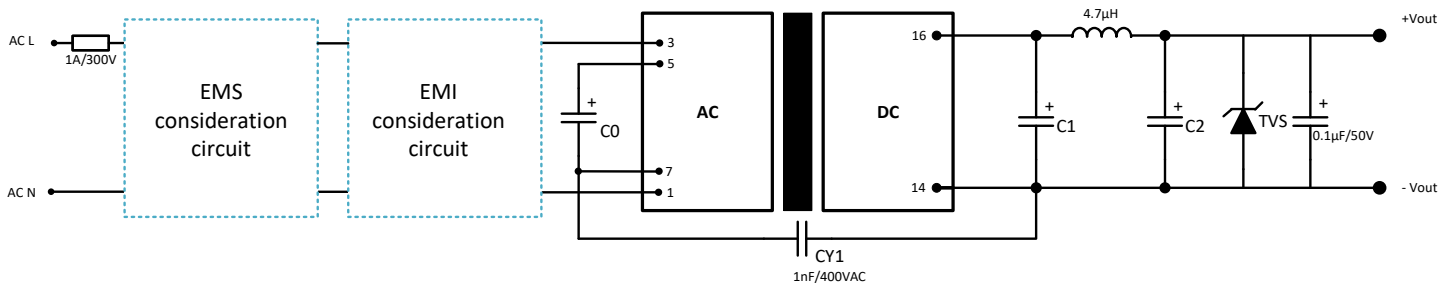 AC L
1A/300V
EMS
consideration
circuit
EMI
consideration
circuit
AC N
+
C0
3
5
7
1
AC
DC
16
14
CY1
1nF/400VAC
4.7µH
+
C1
+
C2
TVS
+
0.1µF/50V
+Vout
- Vout